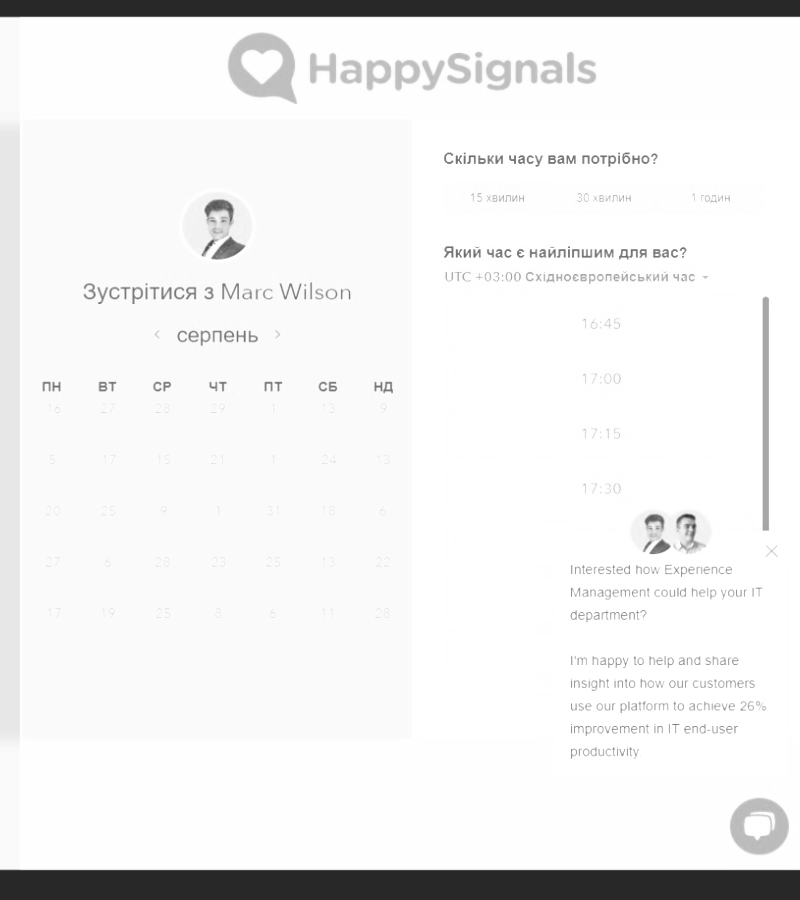 HappySignals
Зустрітися з Marc Wilson
серпень
ПН ВТ СР ЧТ ПТ СБ НД
16 27 28 29 1 13 9
5 17 15 21 1 24 13
20 25 9 1 31 18 6
27 6 28 23 25 13 22
17 19 25 8 6 11 28
Скільки часу вам потрібно?
15 хвилин 30 хвилин 1 годин
Який час є найліпшим для вас?
UTC +03:00 Східноєвропейський час
16:45
17:00
17:15
17:30
Interested how Experience
Management could help your IT
department?
I'm happy to help and share
insight into how our customers
use our platform to achieve 26%
improvement in IT end-user
productivity